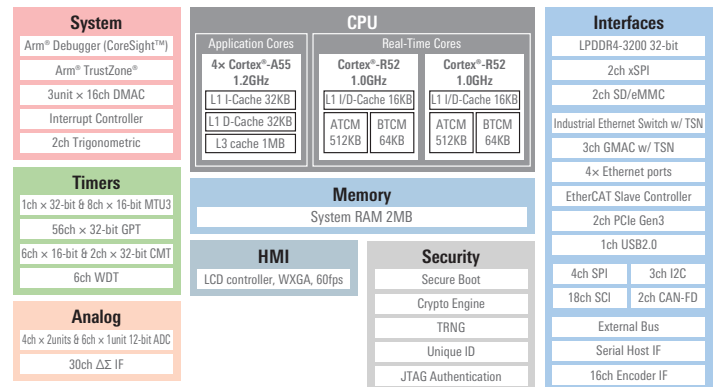 System
Arm® Debugger (CoreSight™)
Arm® TrustZone®
3unit × 16ch DMAC
Interrupt Controller
2ch Trigonometric
Timers
1ch × 32-bit & 8ch × 16-bit MTU3
56ch × 32-bit GPT
6ch × 16-bit & 2ch × 32-bit CMT
6ch WDT
Analog
4ch × 2units & 6ch × 1unit 12-bit ADC
30ch ΔΣ IF
CPU
Application Cores
4× Cortex®-A55
1.2GHz
L1 I-Cache 32KB
L1 D-Cache 32KB
L3 cache 1MB
Real-Time Cores
Cortex®-R52
1.0GHz
L1 I/D-Cache 16KB
ATCM
512KB
BTCM
64KB
Cortex®-R52
1.0GHz
L1 I/D-Cache 16KB
ATCM
512KB
BTCM
64KB
Memory
System RAM 2MB
HMI
LCD controller, WXGA, 60fps
Security
Secure Boot
Crypto Engine
TRNG
Unique ID
JTAG Authentication
Interfaces
LPDDR4-3200 32-bit
2ch xSPI
2ch SD/eMMC
Industrial Ethernet Switch w/ TSN
3ch GMAC w/ TSN
4× Ethernet ports
EtherCAT Slave Controller
2ch PCIe Gen3
1ch USB2.0
4ch SPI
3ch I2C
18ch SCI
2ch CAN-FD
External Bus
Serial Host IF
16ch Encoder IF